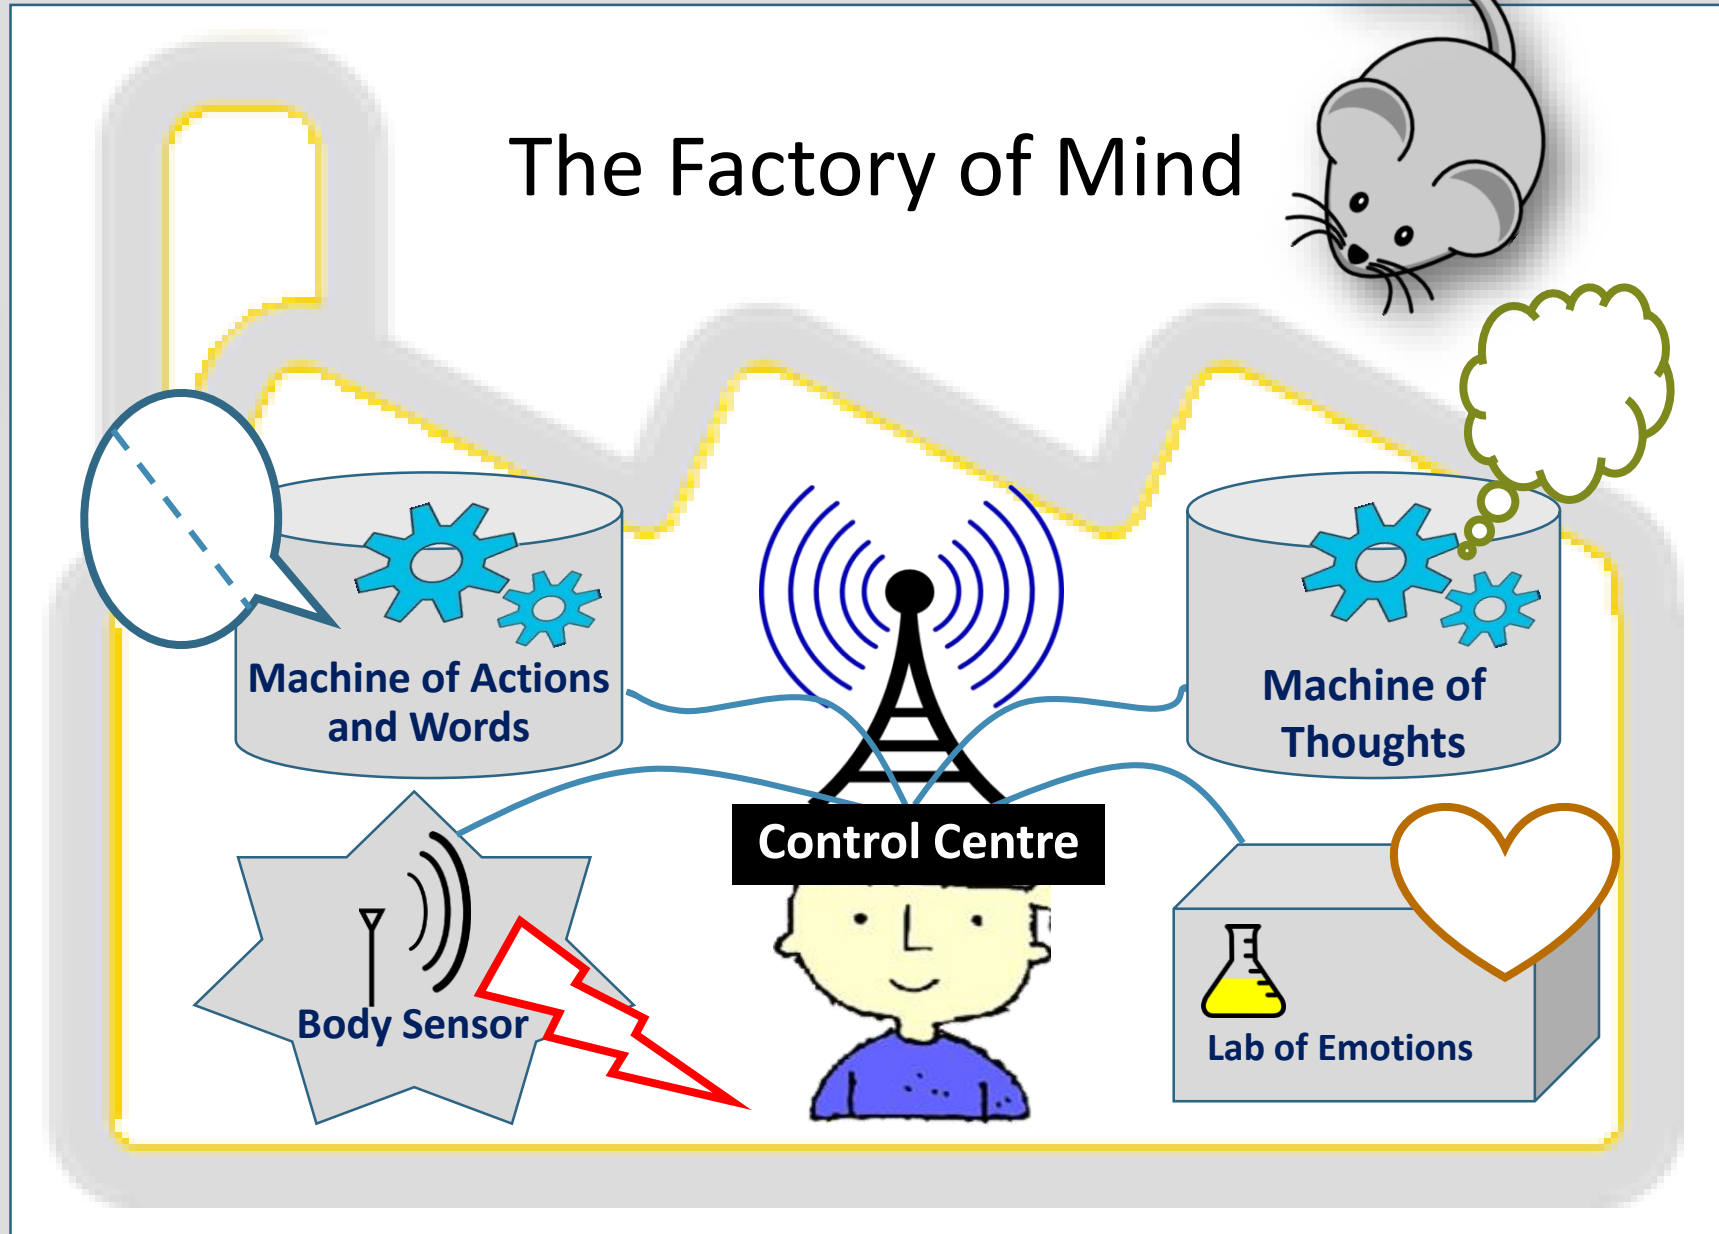 The Factory of Mind
Machine of Actions
and Words
Machine of
Thoughts
Control Centre
Body Sensor
Lab of Emotions